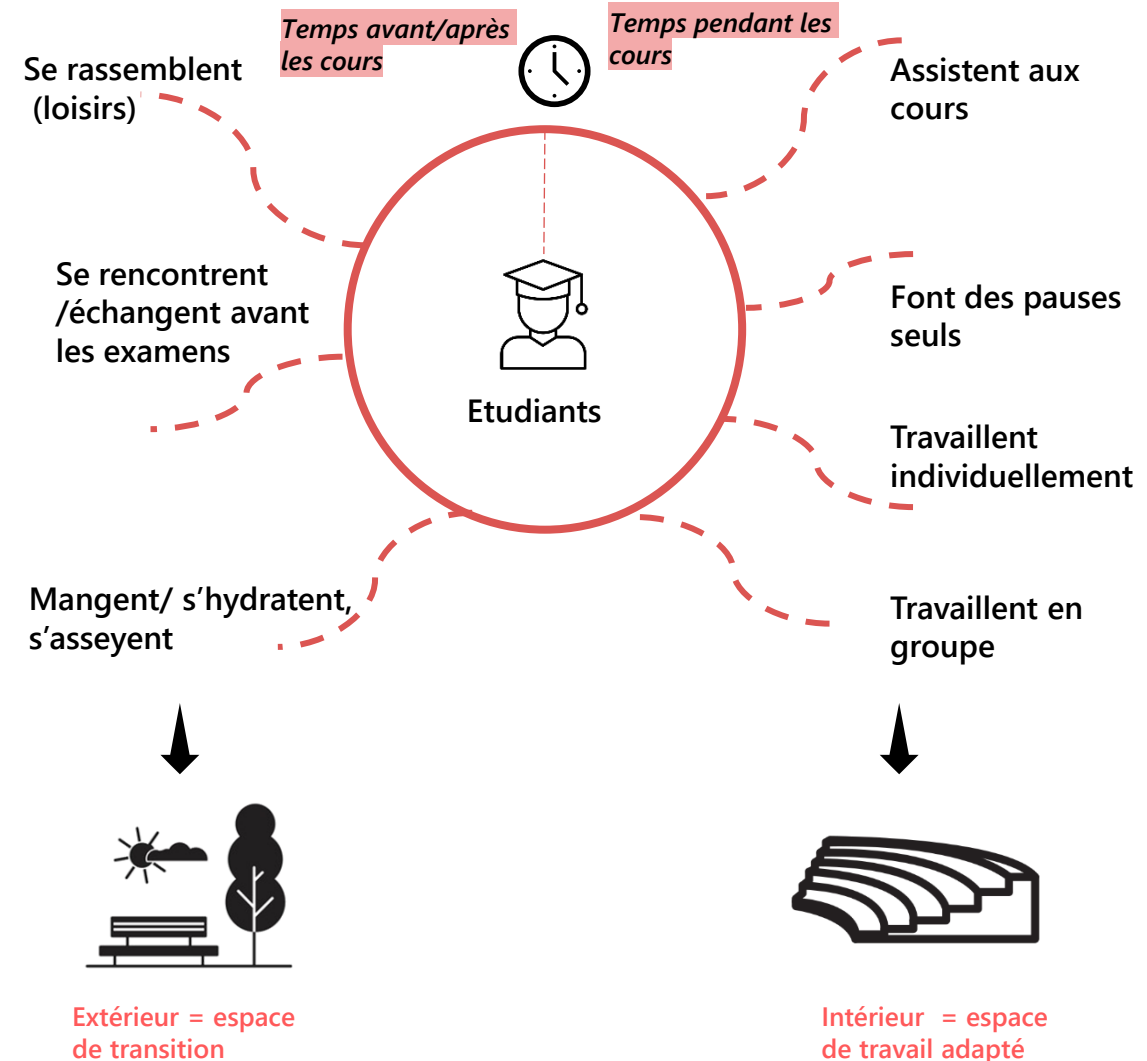 Temps avant/après
les cours
Temps pendant les
cours
Se rassemblent
(loisirs)
Assistent aux
cours
Se rencontrent
/échangent avant
les examens
Font des pauses
seuls
Etudiants
Travaillent
individuellement
Mangent/ s’hydratent,
s’asseyent
Travaillent en
groupe
Extérieur = espace
de transition
Intérieur = espace
de travail adapté